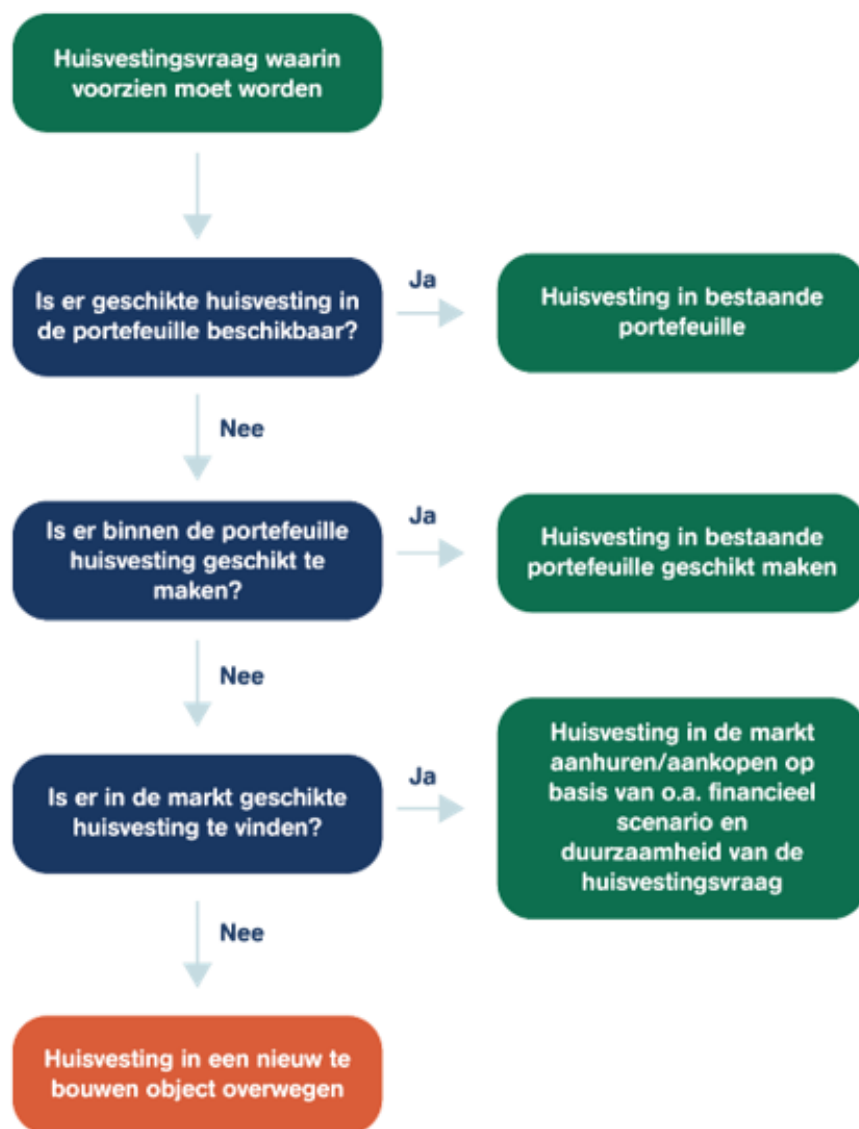 Huisvestingsvraag waarin
voorzien moet worden
Is er geschikte huisvesting in
de portefeuille beschikbaar?
Ja
Huisvesting in bestaande
portefeuille
Nee
Is er binnen de portefeuille
huisvesting geschikt te
maken?
Ja
Huisvesting in bestaande
portefeuille geschikt maken
Nee
Is er in de markt geschikte
huisvesting te vinden?
Ja
Huisvesting in de markt
aanhuren/aankopen op
basis van o.a. financieel
scenario en
duurzaamheid van de
huisvestingsvraag
Nee
Huisvesting in een nieuw te
bouwen object overwegen